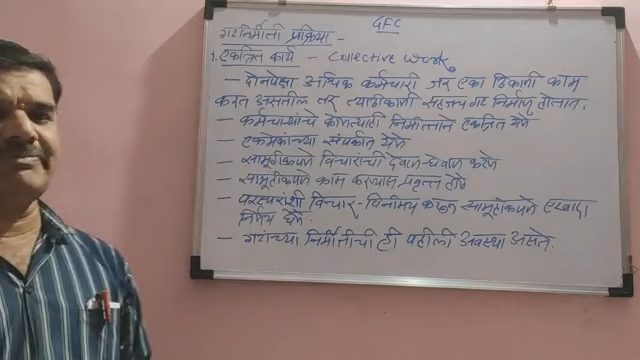 GFC
गटनिर्मिती प्रक्रिया -
1. एकत्रित कार्य - Collective work
- दोनपेक्षा अधिक कर्मचारी जर एका ठिकाणी काम
करत असतील तर त्याठिकाणी सहजच गट निर्माण होतात.
- कर्मचाऱ्यांचे कोणत्याही निमित्ताने एकत्रित येणे
- एकमेकांच्या संपर्कात येणे
- सामूहीकपणे विचारांची देवाण-घेवाण करणे
- सामूहीकपणे काम करण्यास प्रवृत्त होणे
- परस्परांशी विचार-विनीमय करून सामूहीकपणे एखादा
निर्णय घेणे.
- गटांच्या निर्मीतीची ही पहीली अवस्था असते.